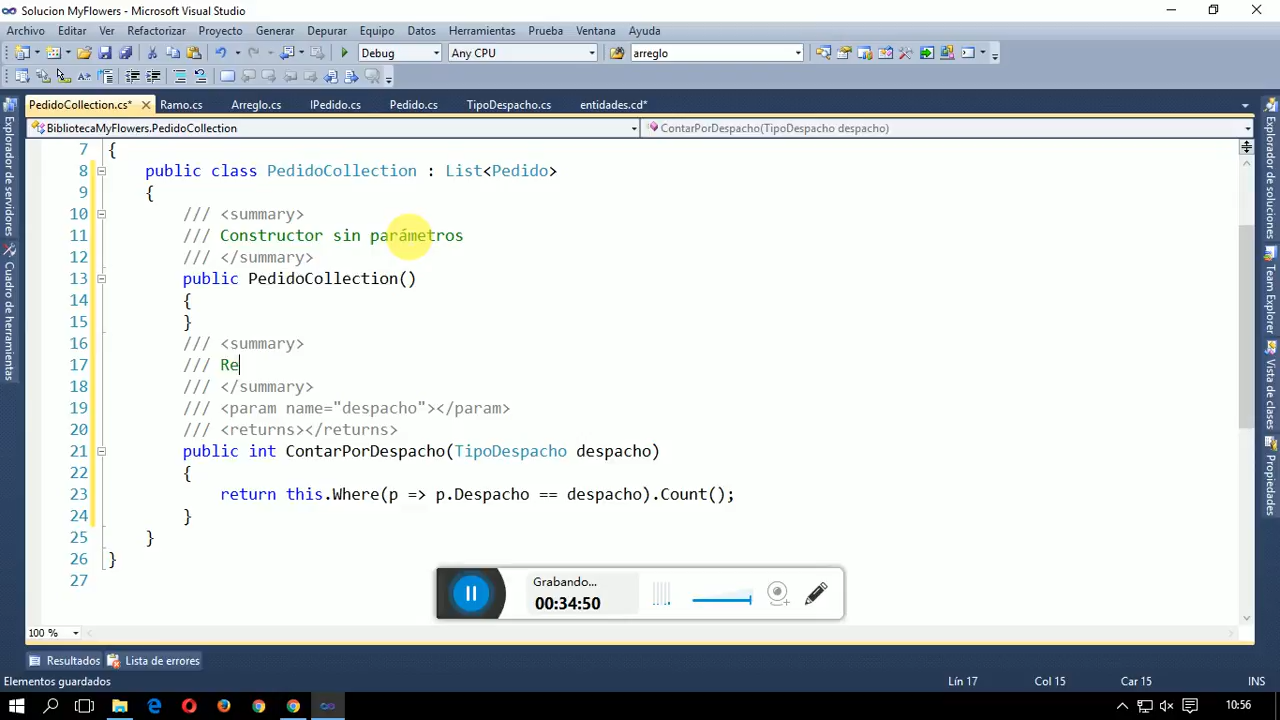 Solucion MyFlowers - Microsoft Visual Studio
Archivo Editar Ver Refactorizar Proyecto Generar Depurar Equipo Datos Herramientas Prueba Ventana Ayuda
Debug Any CPU arreglo
PedidoCollection.cs* Ramo.cs Arreglo.cs IPedido.cs Pedido.cs TipoDespacho.cs entidades.cd*
BibliotecaMyFlowers.PedidoCollection ContarPorDespacho(TipoDespacho despacho)
7 {
8 public class PedidoCollection : List<Pedido>
9 {
10 /// <summary>
11 /// Constructor sin parámetros
12 /// </summary>
13 public PedidoCollection()
14 {
15 }
16 /// <summary>
17 /// Re
18 /// </summary>
19 /// <param name="despacho"></param>
20 /// <returns></returns>
21 public int ContarPorDespacho(TipoDespacho despacho)
22 {
23 return this.Where(p => p.Despacho == despacho).Count();
24 }
25 }
26 }
27
Explorador de servidores
Cuadro de herramientas
Explorador de soluciones
Team Explorer
Vista de clases
Propiedades
Grabando...
00:34:50
100 %
Resultados Lista de errores
Elementos guardados Lín 17 Col 15 Car 15 INS
10:56